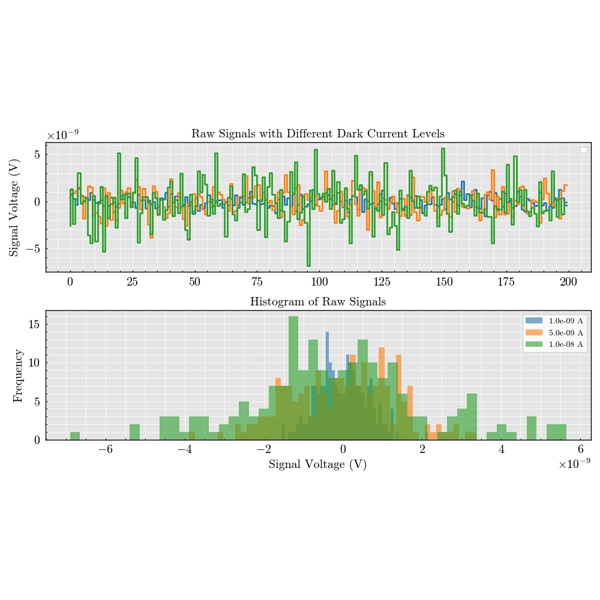 Raw Signals with Different Dark Current Levels
×10⁻⁹
5
0
−5
Signal Voltage (V)
0 25 50 75 100 125 150 175 200
Histogram of Raw Signals
15
10
5
0
Frequency
1.0e-09 A
5.0e-09 A
1.0e-08 A
−6 −4 −2 0 2 4 6
Signal Voltage (V)
×10⁻⁹